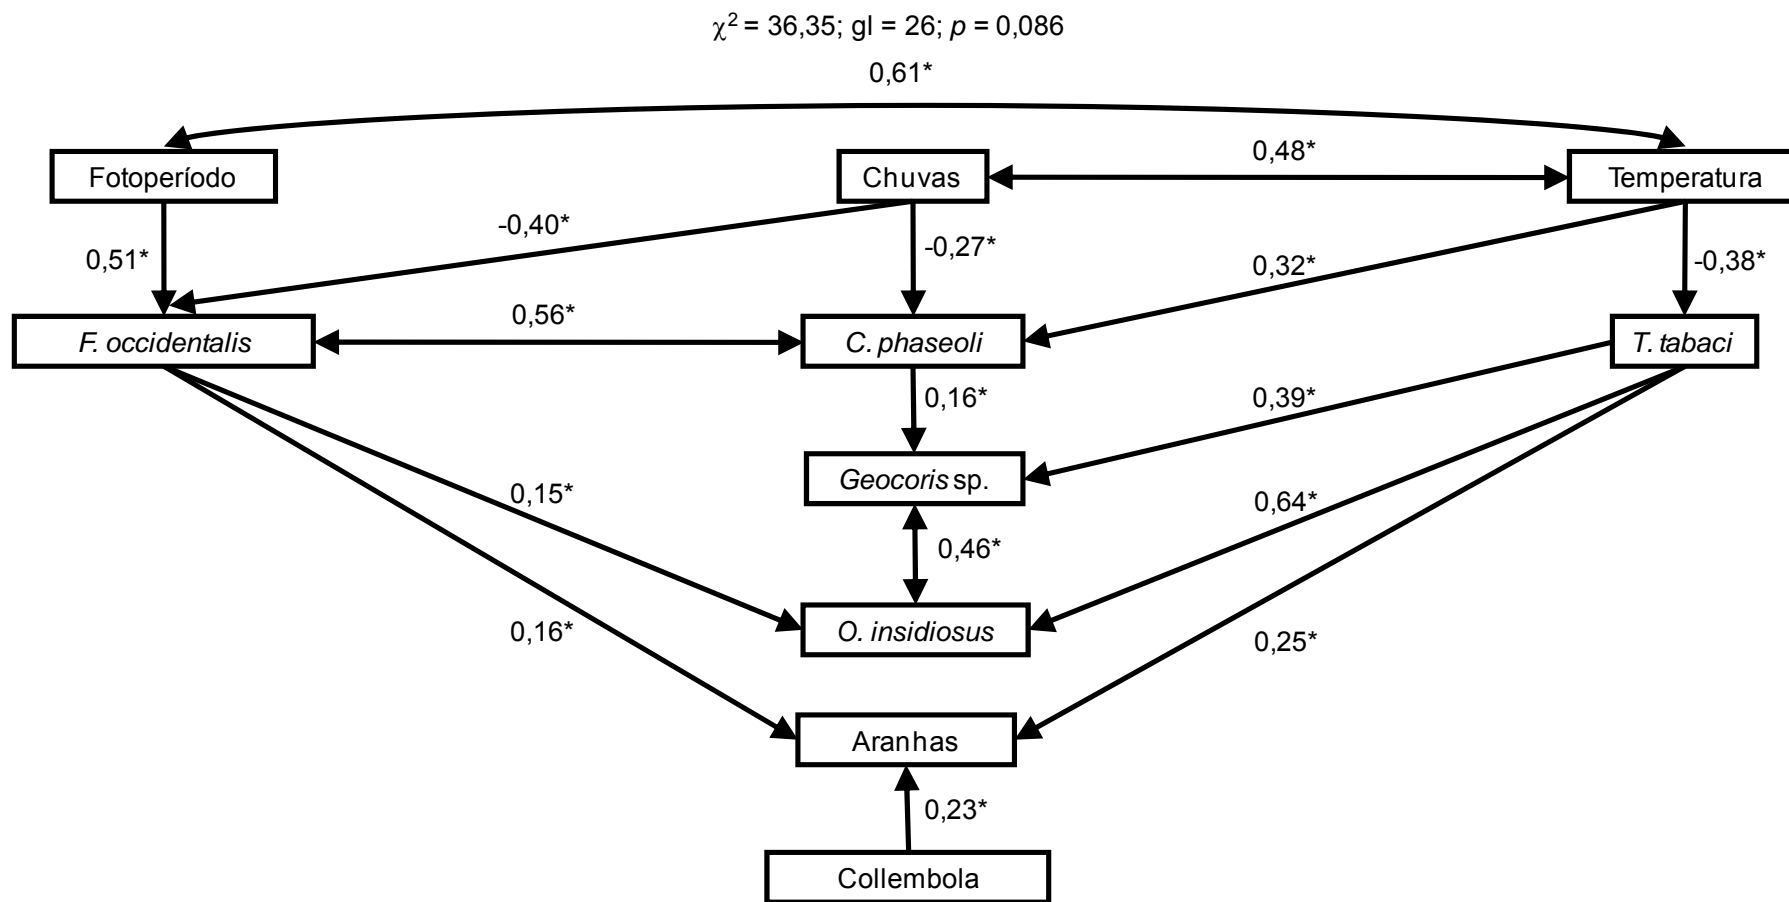 χ² = 36,35; gl = 26; p = 0,086
0,61*
Fotoperíodo
Chuvas
0,48*
Temperatura
0,51*
-0,40*
-0,27*
0,32*
-0,38*
F. occidentalis
0,56*
C. phaseoli
T. tabaci
0,16*
0,39*
Geocoris sp.
0,15*
0,64*
0,46*
O. insidiosus
0,16*
0,25*
Aranhas
0,23*
Collembola